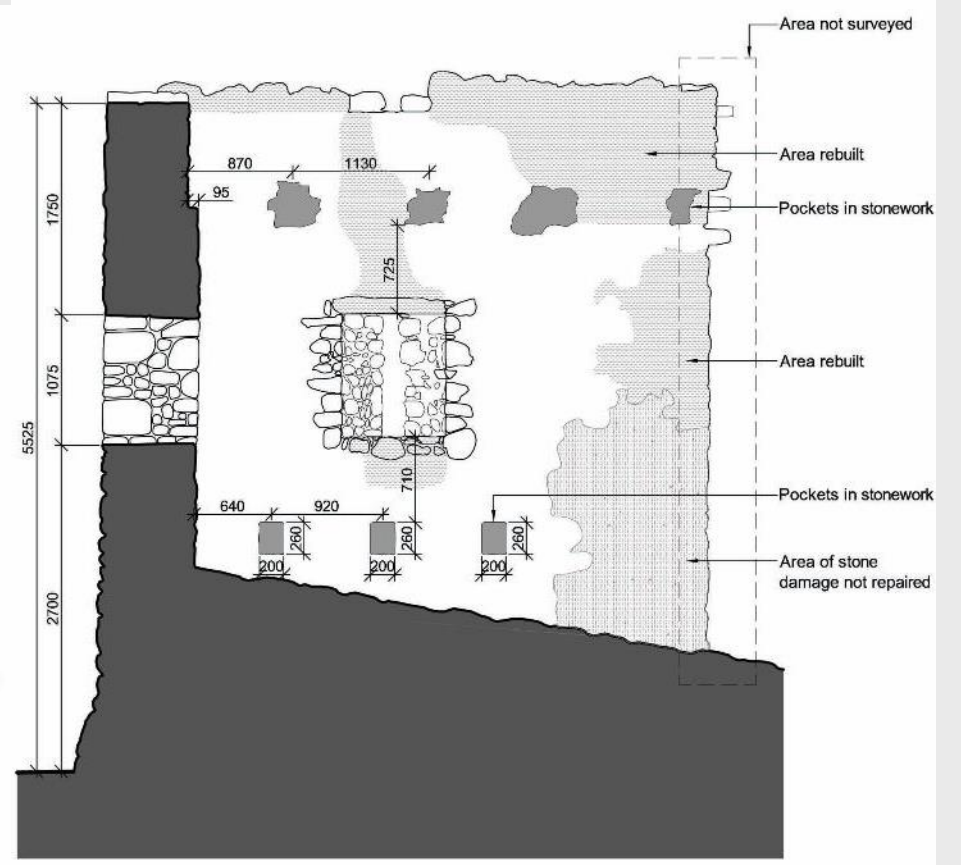 Area not surveyed
Area rebuilt
870
1130
95
Pockets in stonework
1750
725
1075
Area rebuilt
5525
710
640
920
Pockets in stonework
260
260
260
200
200
200
Area of stone
damage not repaired
2700